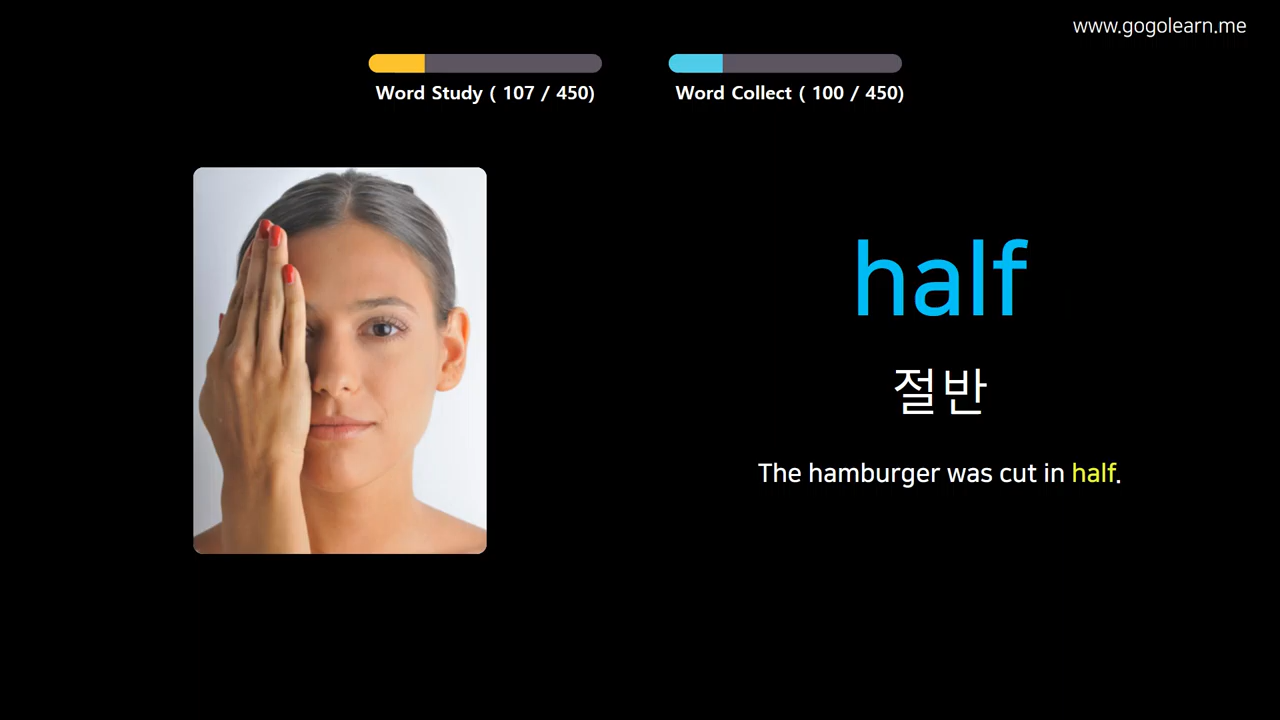 www.gogolearn.me
Word Study ( 107 / 450)
Word Collect ( 100 / 450)
half
절반
The hamburger was cut in half.